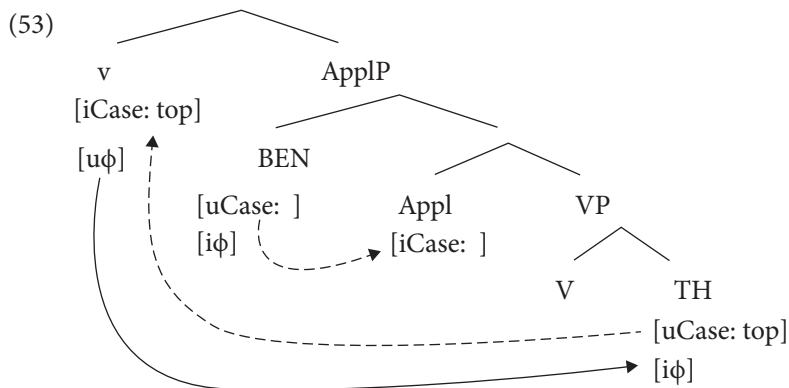 (53)
v ApplP
[iCase: top]
[uϕ] BEN
[uCase: ] Appl VP
[iϕ] [iCase: ]
V TH
[uCase: top]
[iϕ]